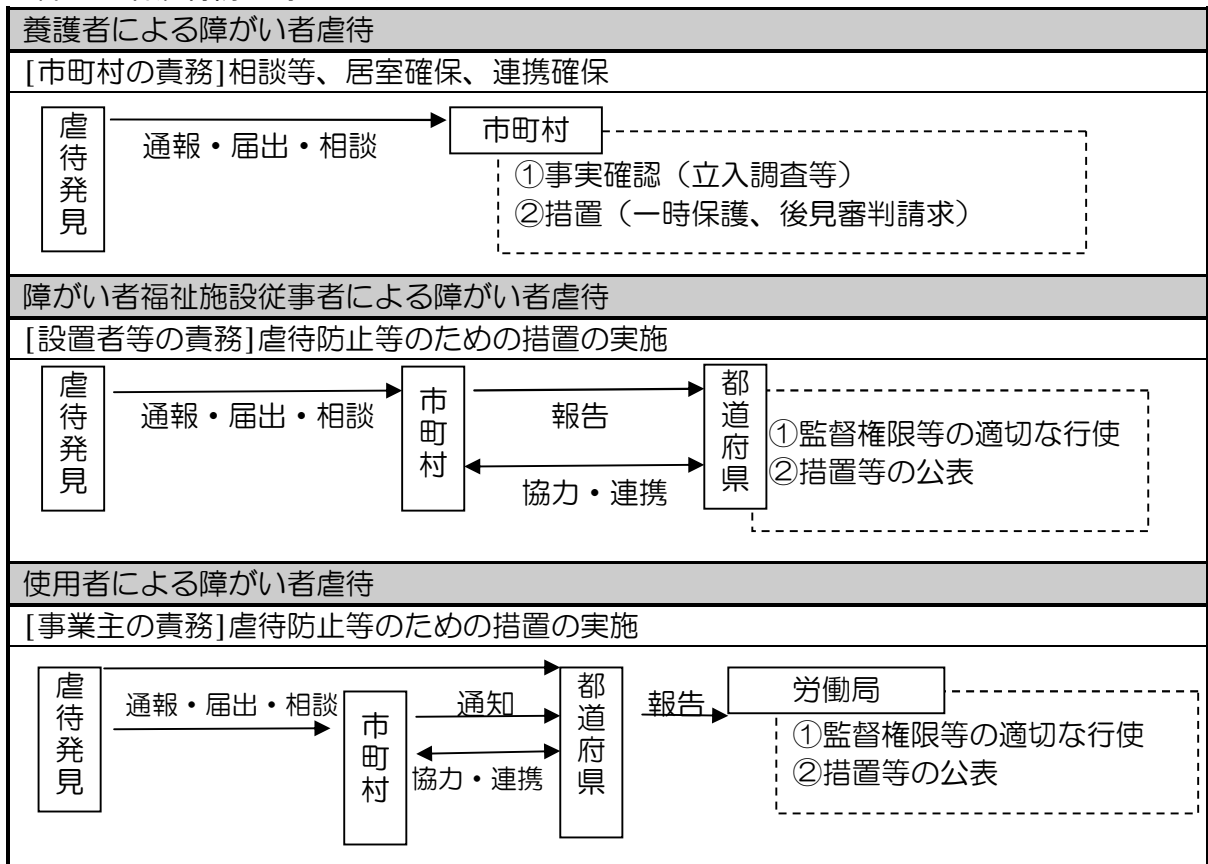 養護者による障がい者虐待
[市町村の責務]相談等、居室確保、連携確保
虐待発見
通報・届出・相談
市町村
①事実確認（立入調査等）
②措置（一時保護、後見審判請求）
障がい者福祉施設従事者による障がい者虐待
[設置者等の責務]虐待防止等のための措置の実施
虐待発見
通報・届出・相談
市町村
報告
協力・連携
都道府県
①監督権限等の適切な行使
②措置等の公表
使用者による障がい者虐待
[事業主の責務]虐待防止等のための措置の実施
虐待発見
通報・届出・相談
市町村
通知
協力・連携
都道府県
報告
労働局
①監督権限等の適切な行使
②措置等の公表